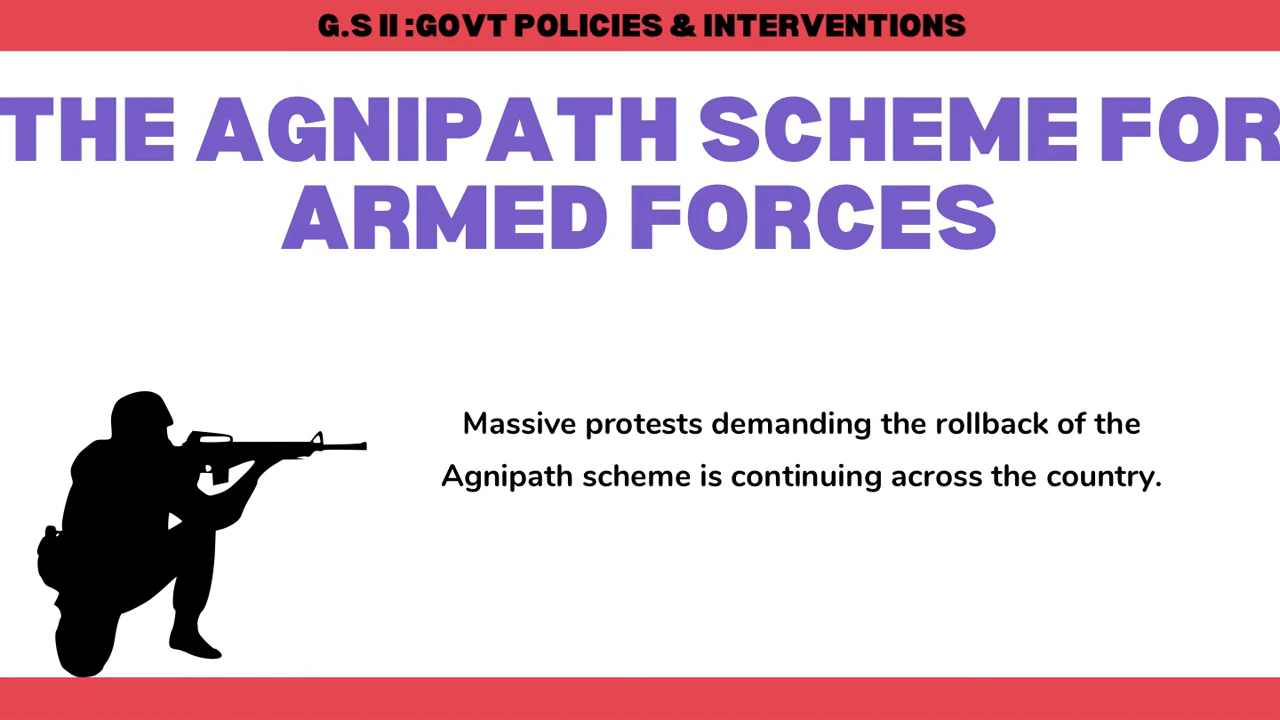 G.S II :GOVT POLICIES & INTERVENTIONS
THE AGNIPATH SCHEME FOR
ARMED FORCES
Massive protests demanding the rollback of the
Agnipath scheme is continuing across the country.